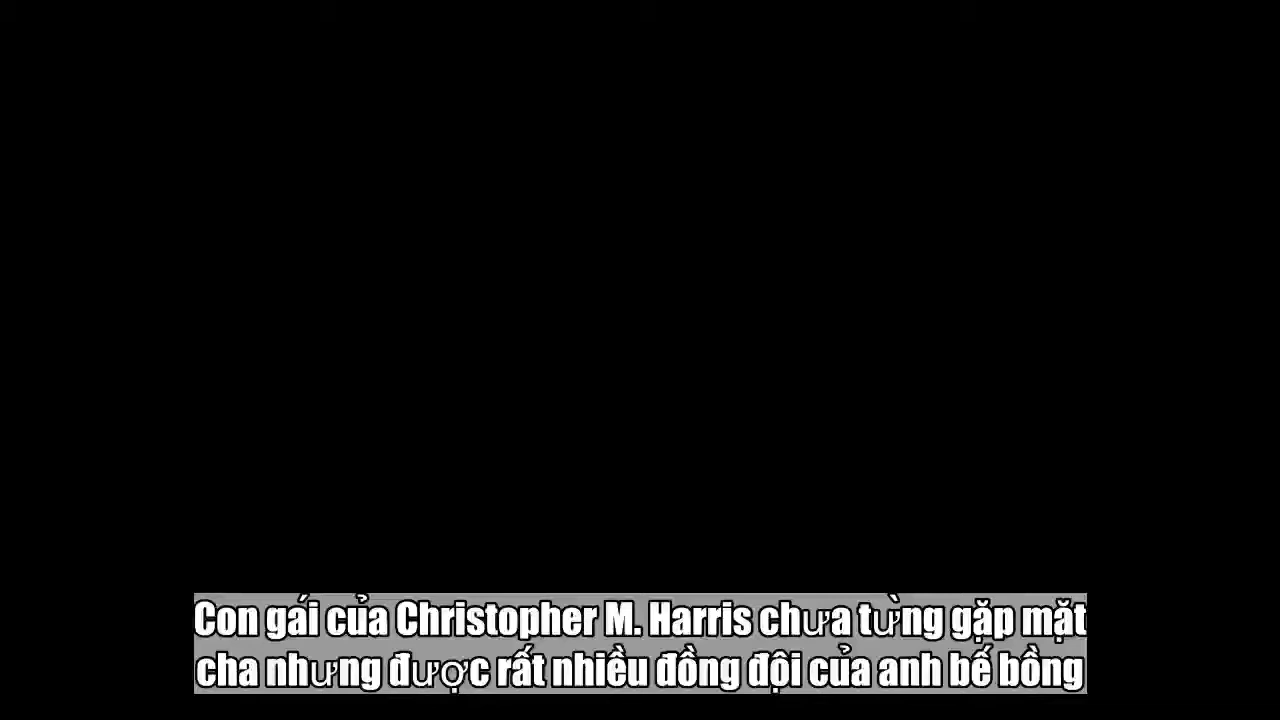 Con gái của Christopher M. Harris chưa từng gặp mặt
cha nhưng được rất nhiều đồng đội của anh bế bồng